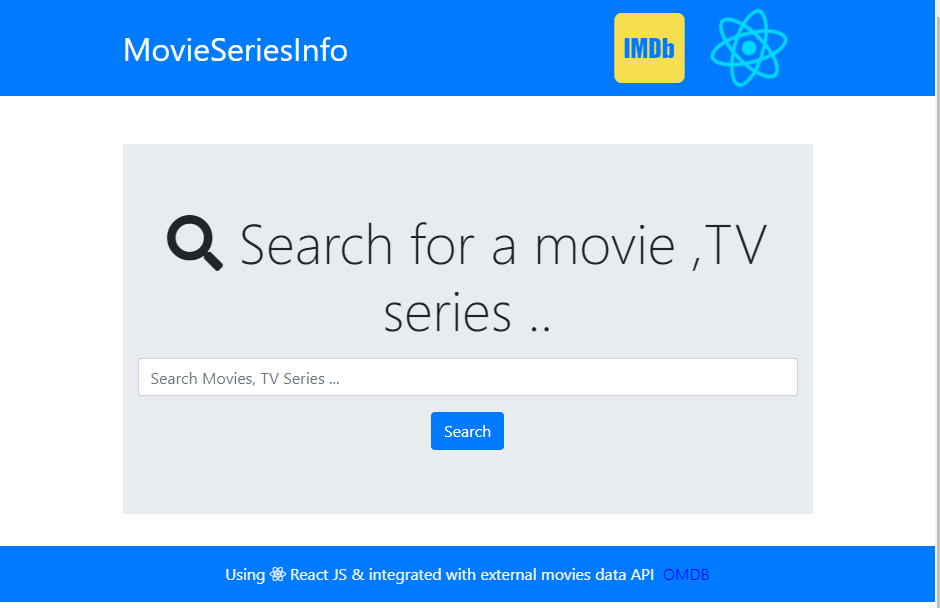 MovieSeriesInfo
IMDb
Search for a movie ,TV
series ..
Search Movies, TV Series ...
Search
Using React JS & integrated with external movies data API OMDB